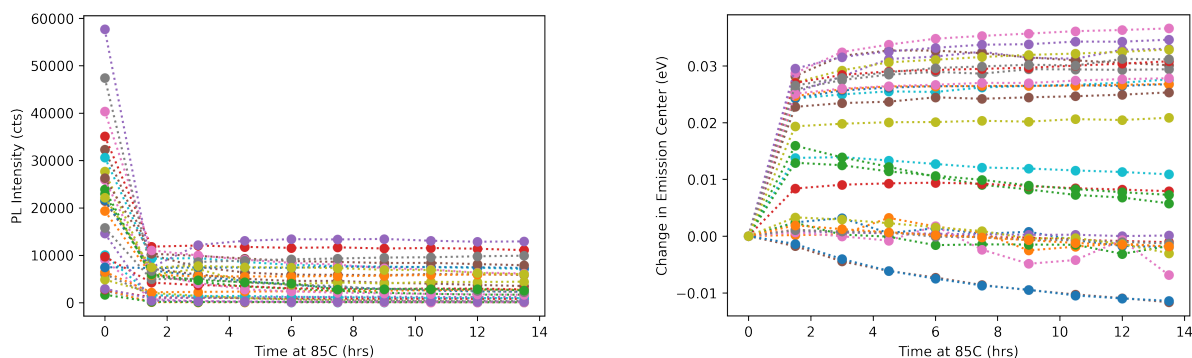 PL Intensity (cts)
60000
50000
40000
30000
20000
10000
0
0 2 4 6 8 10 12 14
Time at 85C (hrs)
Change in Emission Center (eV)
0.03
0.02
0.01
0.00
−0.01
0 2 4 6 8 10 12 14
Time at 85C (hrs)